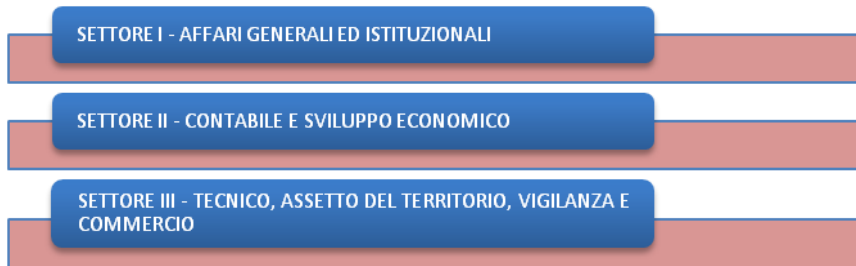 SETTORE I - AFFARI GENERALI ED ISTITUZIONALI
SETTORE II - CONTABILE E SVILUPPO ECONOMICO
SETTORE III - TECNICO, ASSETTO DEL TERRITORIO, VIGILANZA E
COMMERCIO